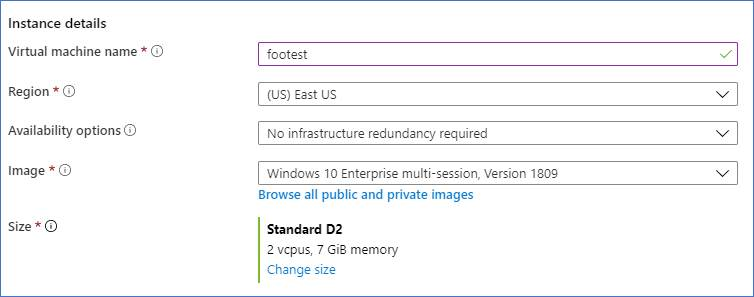 Instance details
Virtual machine name * footest
Region * (US) East US
Availability options No infrastructure redundancy required
Image * Windows 10 Enterprise multi-session, Version 1809
Browse all public and private images
Size * Standard D2
2 vcpus, 7 GiB memory
Change size